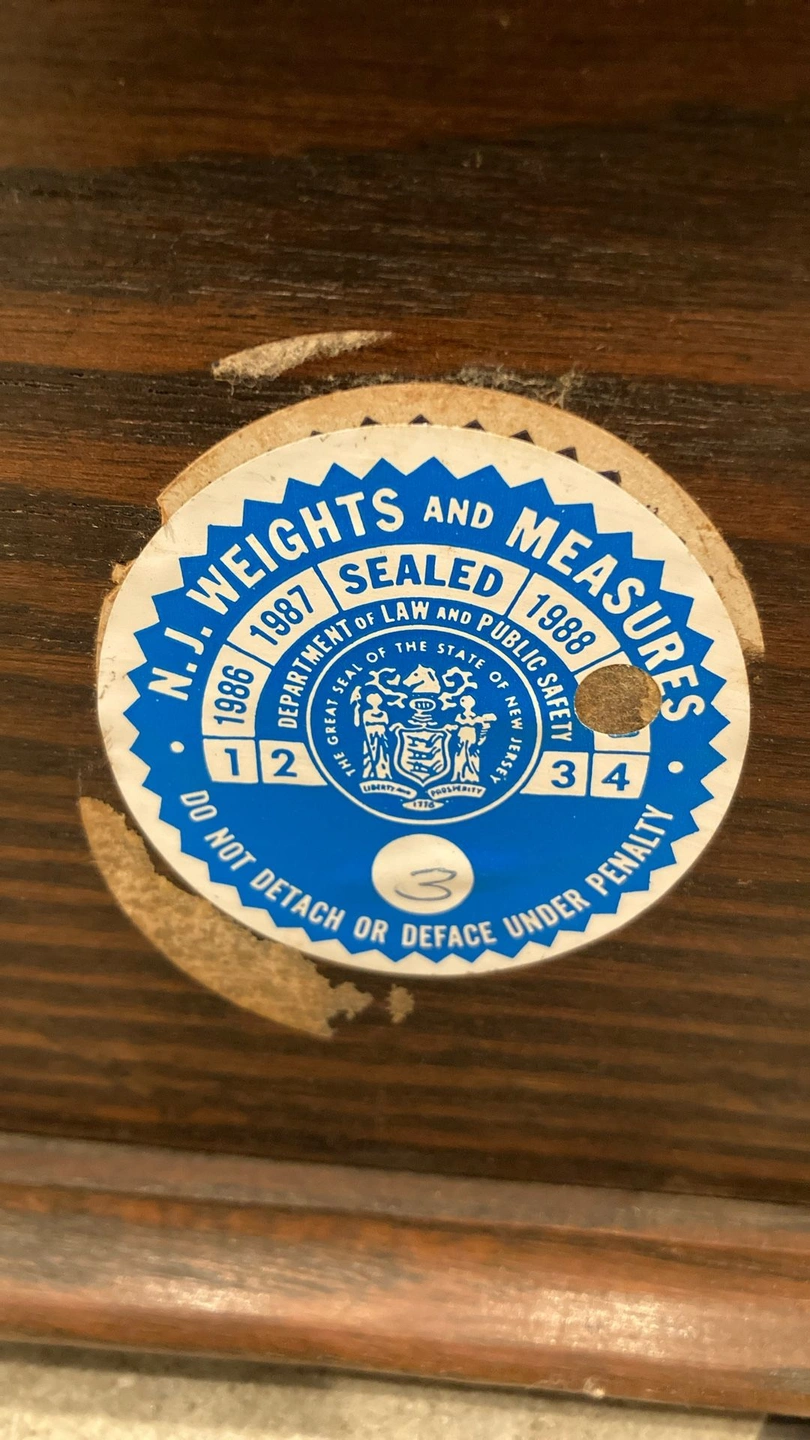 N.J. WEIGHTS AND MEASURES
SEALED
1986 1987 1988
DEPARTMENT OF LAW AND PUBLIC SAFETY
THE GREAT SEAL OF THE STATE OF NEW JERSEY
LIBERTY AND PROSPERITY
1776
1 2 3 4
3
DO NOT DETACH OR DEFACE UNDER PENALTY